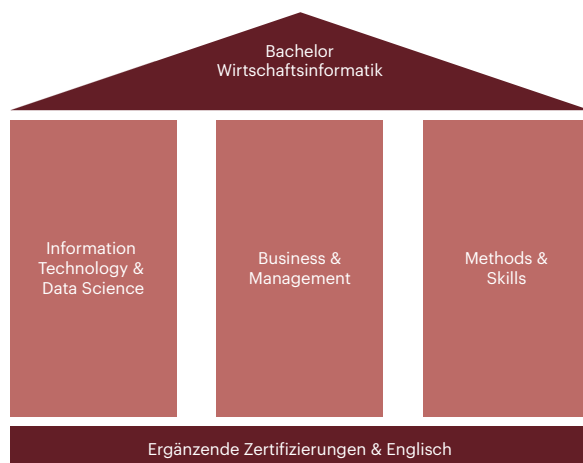 Bachelor
Wirtschaftsinformatik
Information
Technology &
Data Science
Business &
Management
Methods &
Skills
Ergänzende Zertifizierungen & Englisch